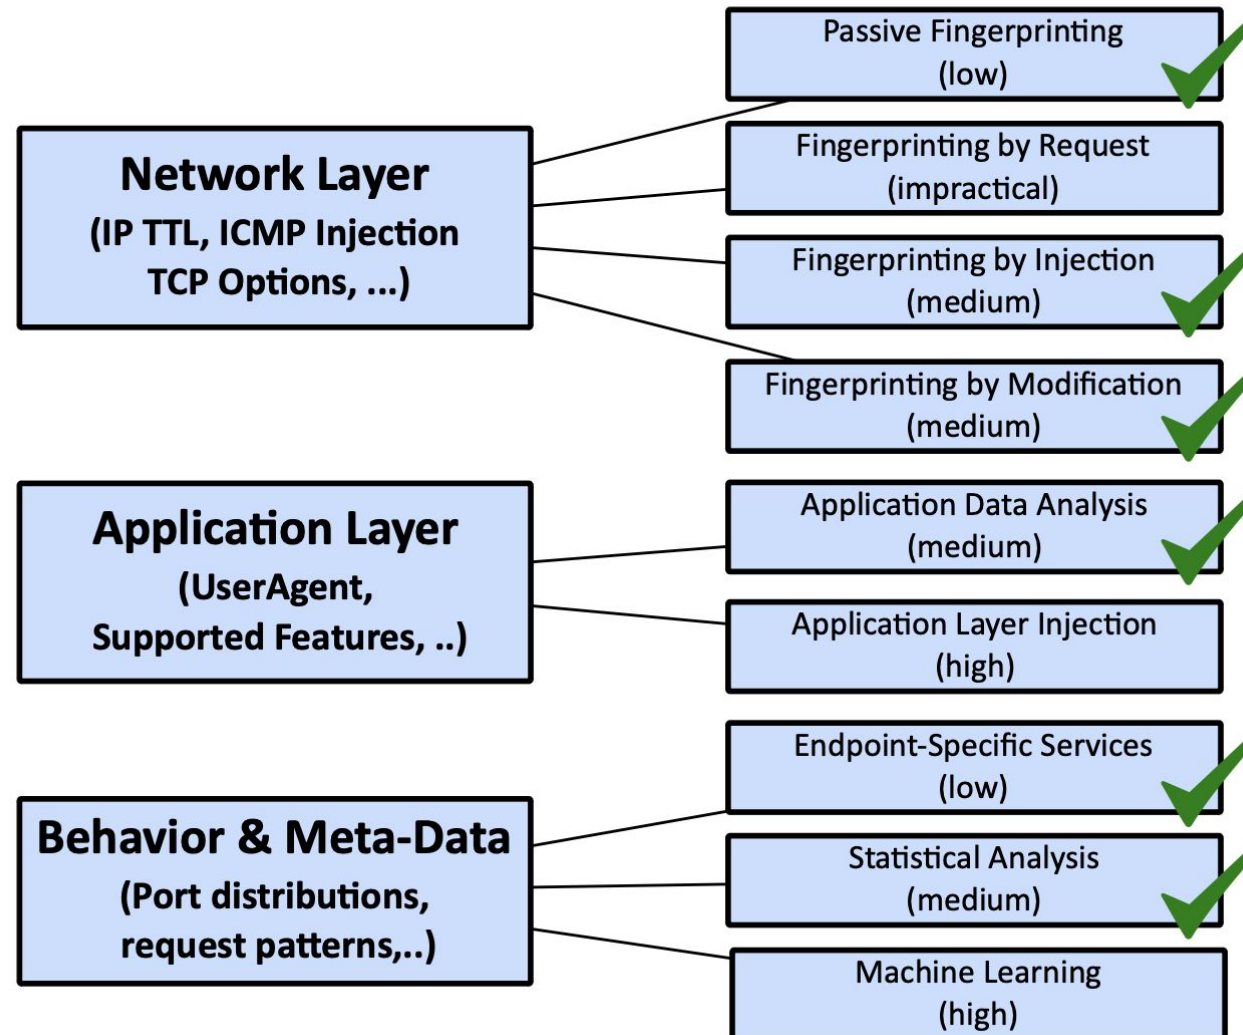 Passive Fingerprinting
(low)
Network Layer
(IP TTL, ICMP Injection
TCP Options, ...)
Fingerprinting by Request
(impractical)
Fingerprinting by Injection
(medium)
Fingerprinting by Modification
(medium)
Application Layer
(UserAgent,
Supported Features, ..)
Application Data Analysis
(medium)
Application Layer Injection
(high)
Behavior & Meta-Data
(Port distributions,
request patterns,..)
Endpoint-Specific Services
(low)
Statistical Analysis
(medium)
Machine Learning
(high)